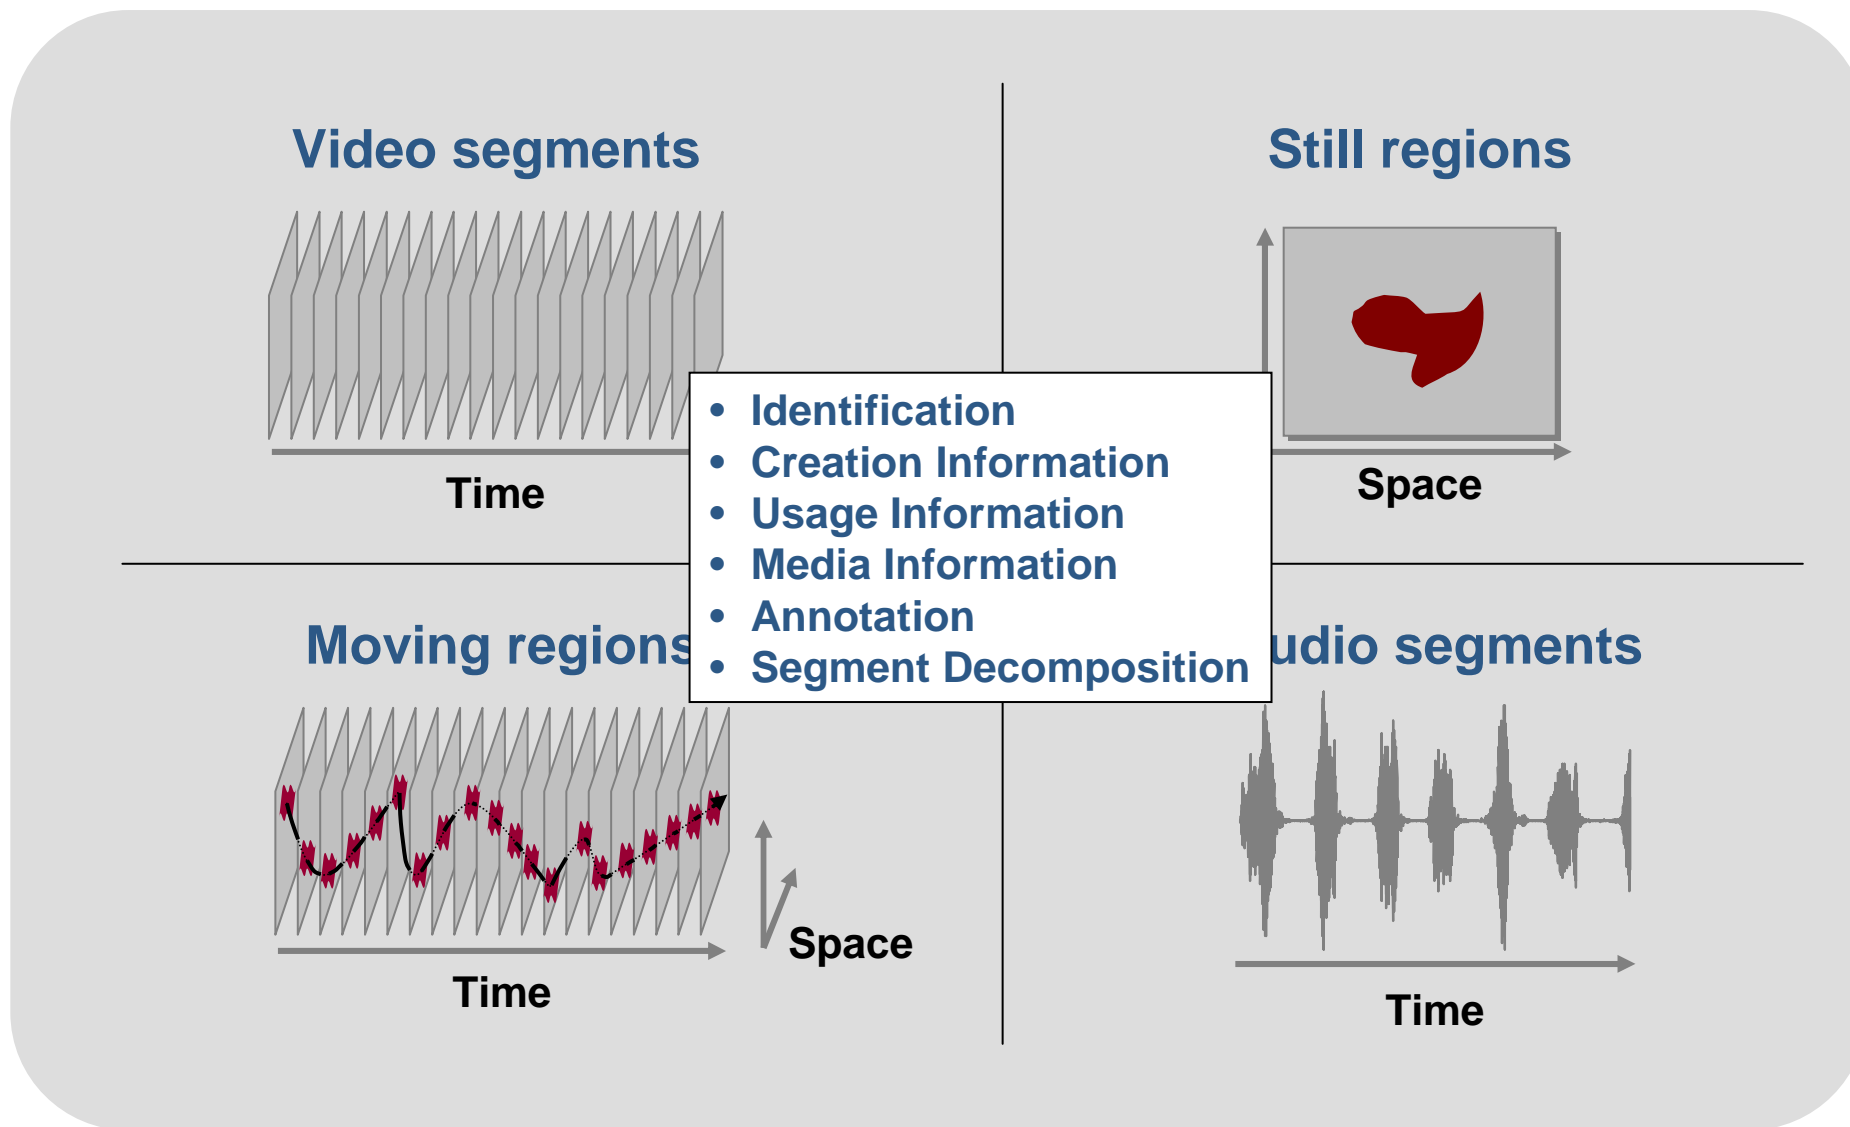 Video segments
Still regions
Time
Space
• Identification
• Creation Information
• Usage Information
• Media Information
• Annotation
• Segment Decomposition
Moving regions
udio segments
Time
Space
Time